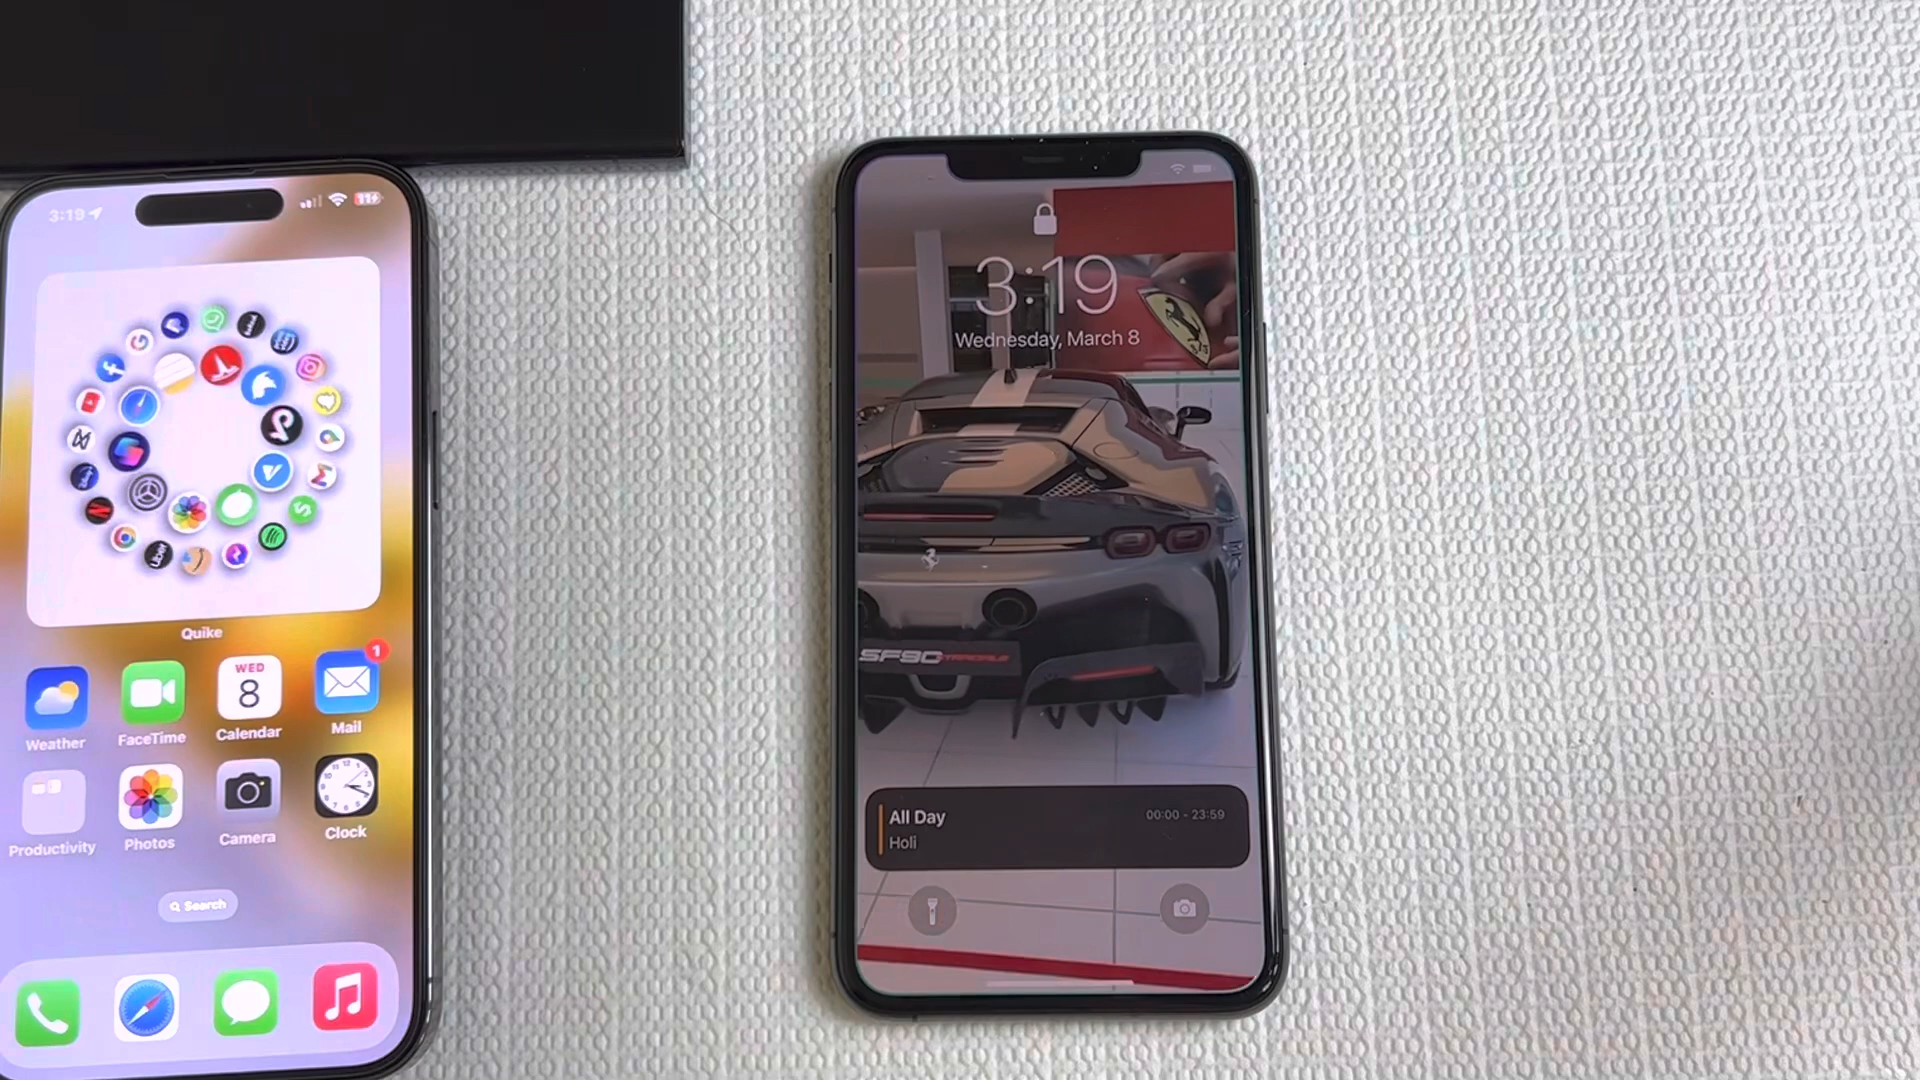 3:19
Quike
WED
8
1
Weather
FaceTime
Calendar
Mail
Productivity
Photos
Camera
Clock
Search
3:19
Wednesday, March 8
SF90 STRADALE
All Day
00:00 - 23:59
Holi